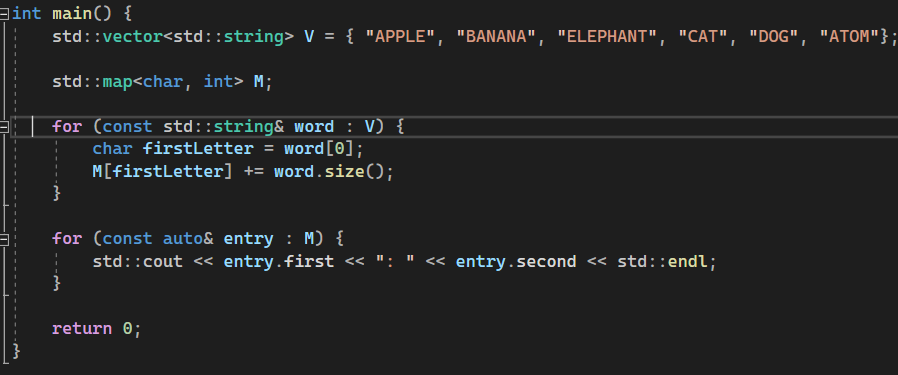 int main() {
std::vector<std::string> V = { "APPLE", "BANANA", "ELEPHANT", "CAT", "DOG", "ATOM"};
std::map<char, int> M;
for (const std::string& word : V) {
char firstLetter = word[0];
M[firstLetter] += word.size();
}
for (const auto& entry : M) {
std::cout << entry.first << ": " << entry.second << std::endl;
}
return 0;
}